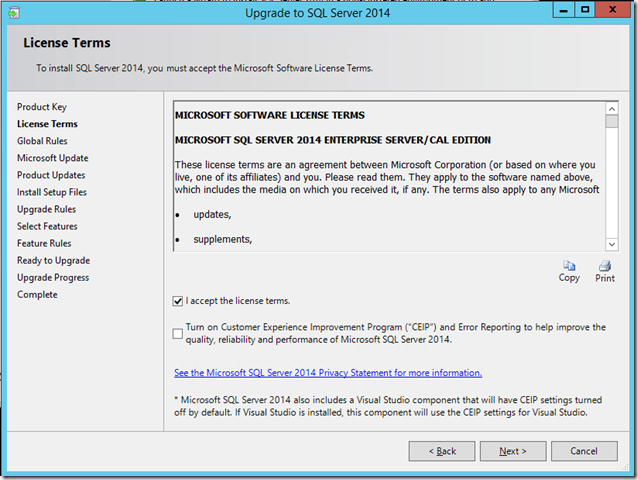 Upgrade to SQL Server 2014
License Terms
To install SQL Server 2014, you must accept the Microsoft Software License Terms.
Product Key
License Terms
Global Rules
Microsoft Update
Product Updates
Install Setup Files
Upgrade Rules
Select Features
Feature Rules
Ready to Upgrade
Upgrade Progress
Complete
MICROSOFT SOFTWARE LICENSE TERMS
MICROSOFT SQL SERVER 2014 ENTERPRISE SERVER/CAL EDITION
These license terms are an agreement between Microsoft Corporation (or based on where you
live, one of its affiliates) and you. Please read them. They apply to the software named above,
which includes the media on which you received it, if any. The terms also apply to any Microsoft
• updates,
• supplements,
Copy
Print
I accept the license terms.
Turn on Customer Experience Improvement Program ("CEIP") and Error Reporting to help improve the
quality, reliability and performance of Microsoft SQL Server 2014.
See the Microsoft SQL Server 2014 Privacy Statement for more information.
* Microsoft SQL Server 2014 also includes a Visual Studio component that will have CEIP settings turned
off by default. If Visual Studio is installed, this component will use the CEIP settings for Visual Studio.
< Back
Next >
Cancel